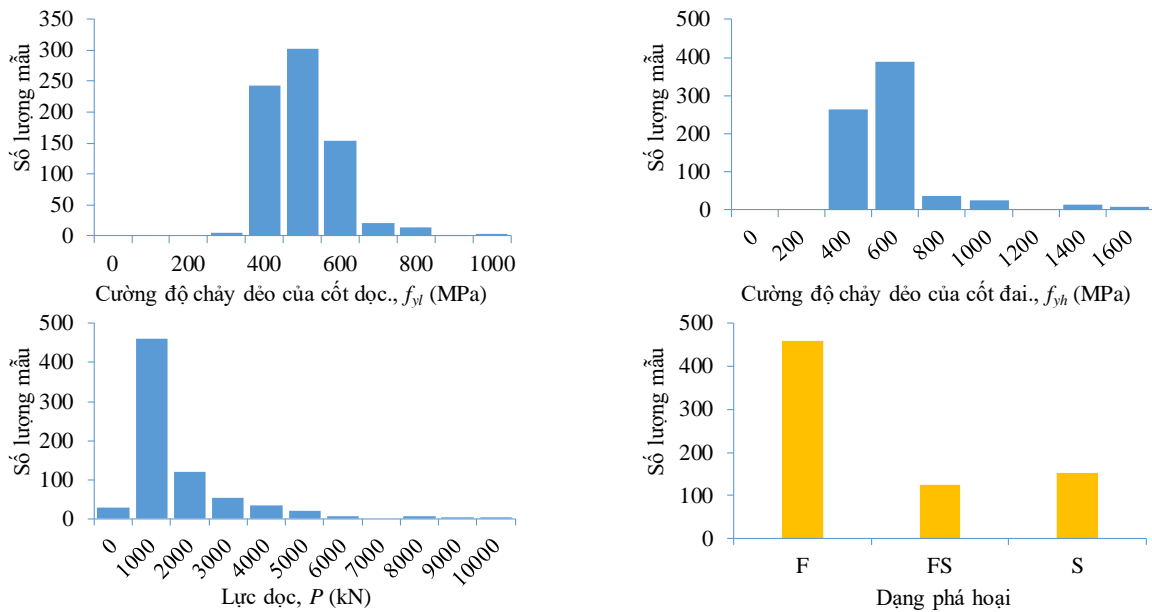 Số lượng mẫu
350
300
250
200
150
100
50
0
0 200 400 600 800 1000
Cường độ chảy dẻo của cốt dọc., fyl (MPa)
Số lượng mẫu
500
400
300
200
100
0
0 200 400 600 800 1000 1200 1400 1600
Cường độ chảy dẻo của cốt đai., fyh (MPa)
Số lượng mẫu
500
400
300
200
100
0
0 1000 2000 3000 4000 5000 6000 7000 8000 9000 10000
Lực dọc, P (kN)
Số lượng mẫu
500
400
300
200
100
0
F FS S
Dạng phá hoại